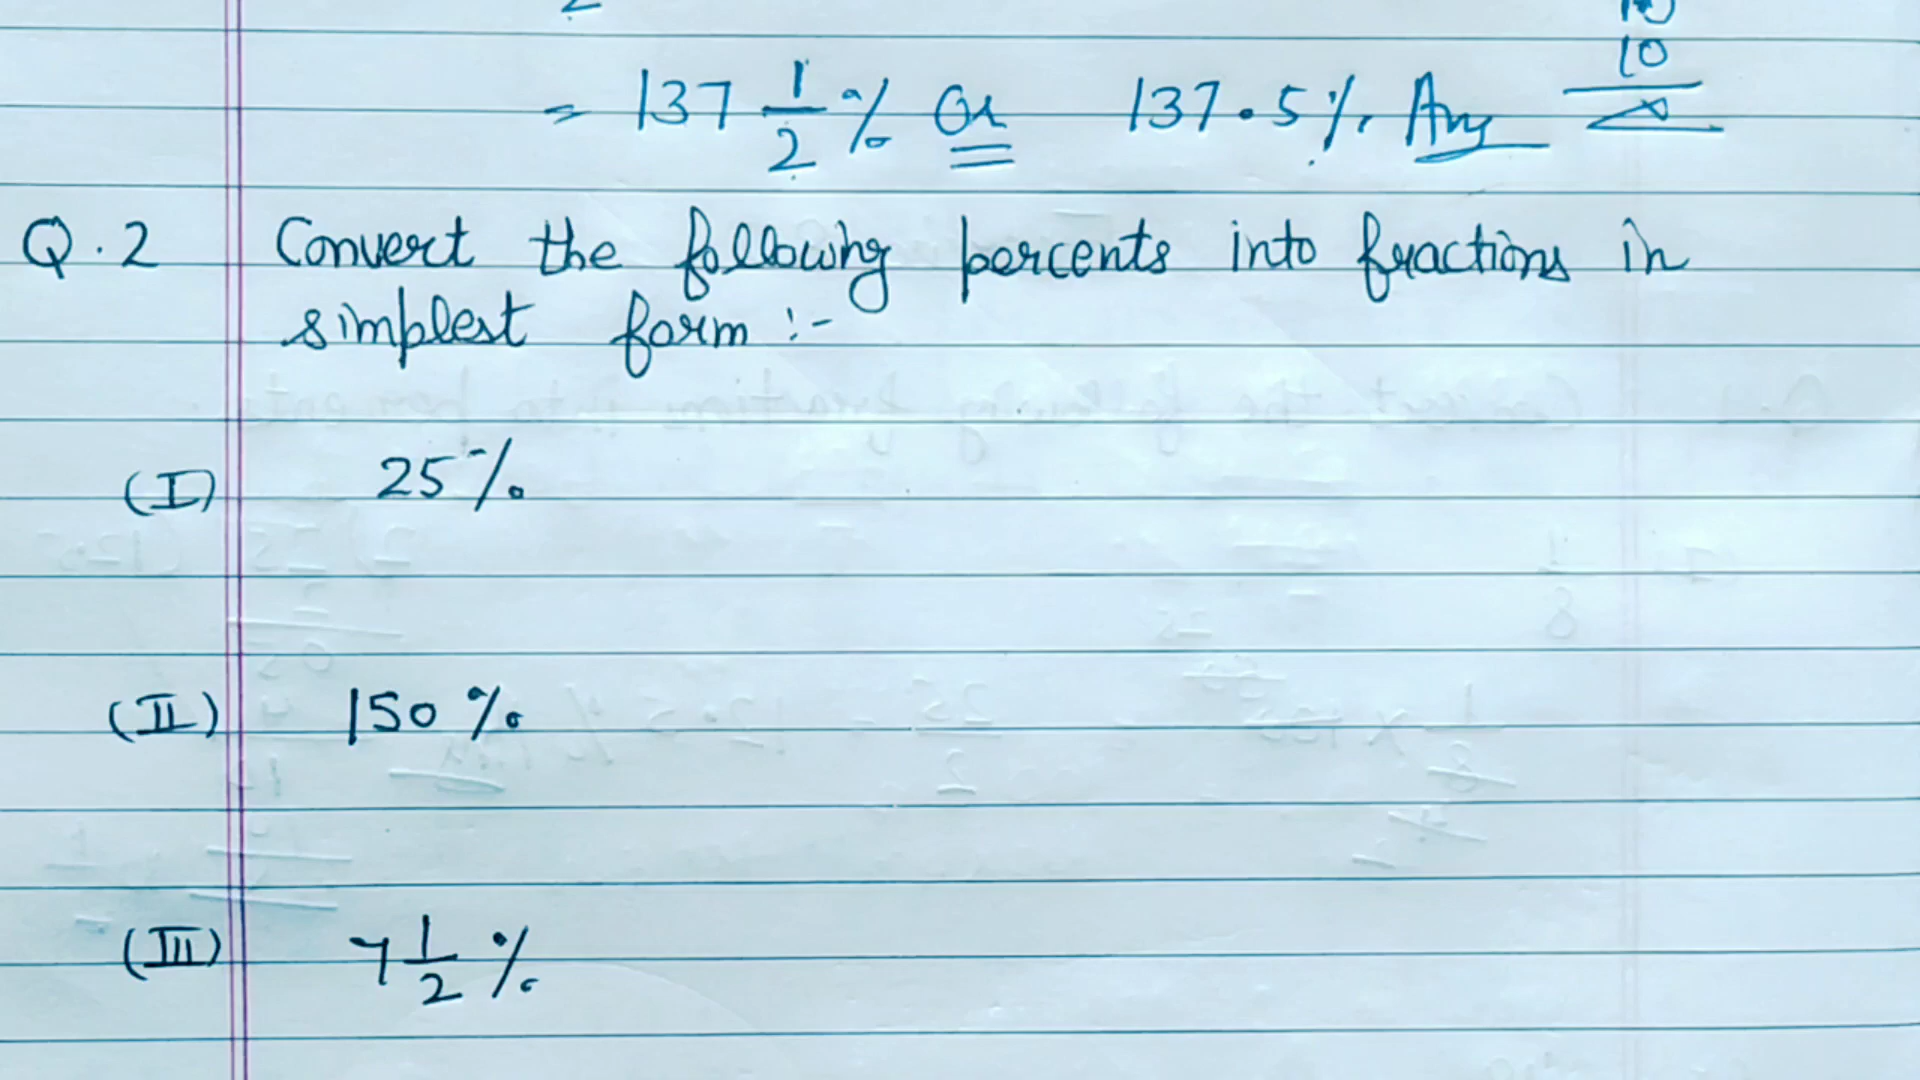 10
= 137 1/2 % Or 137.5% Ans
Q.2 Convert the following percents into fractions in
simplest form :-
(I) 25%
(II) 150%
(III) 7 1/2 %